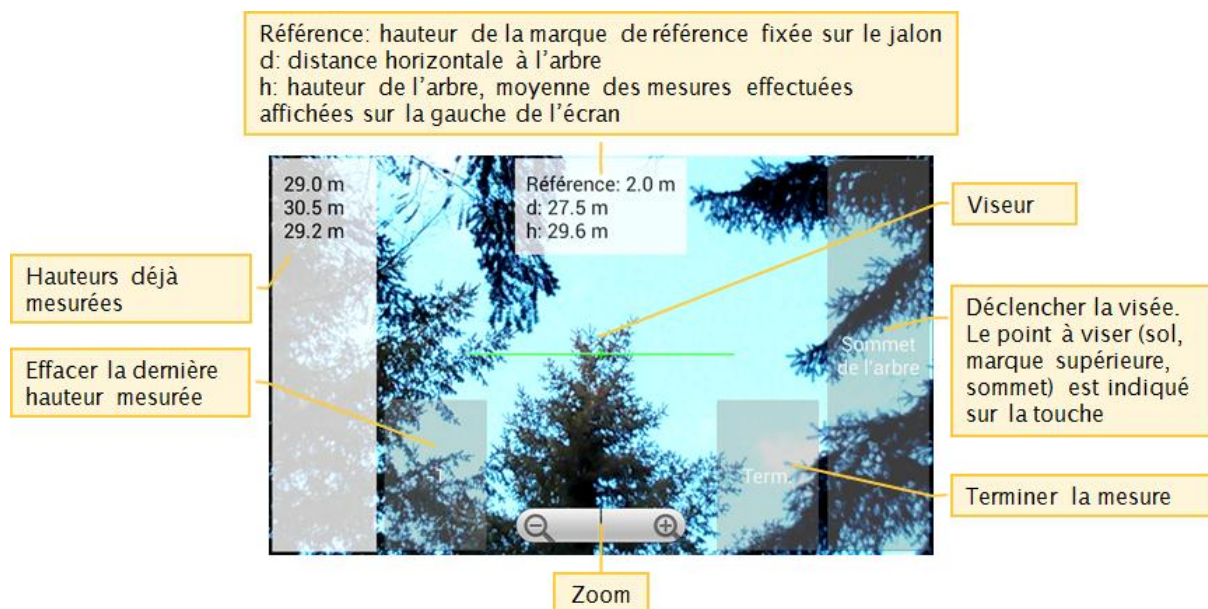 Référence: hauteur de la marque de référence fixée sur le jalon
d: distance horizontale à l'arbre
h: hauteur de l'arbre, moyenne des mesures effectuées
affichées sur la gauche de l'écran
29.0 m
30.5 m
29.2 m
Référence: 2.0 m
d: 27.5 m
h: 29.6 m
Viseur
Hauteurs déjà
mesurées
Déclencher la visée.
Le point à viser (sol,
marque supérieure,
sommet) est indiqué
sur la touche
Sommet
de l'arbre
Effacer la dernière
hauteur mesurée
-1
Term.
Terminer la mesure
Zoom